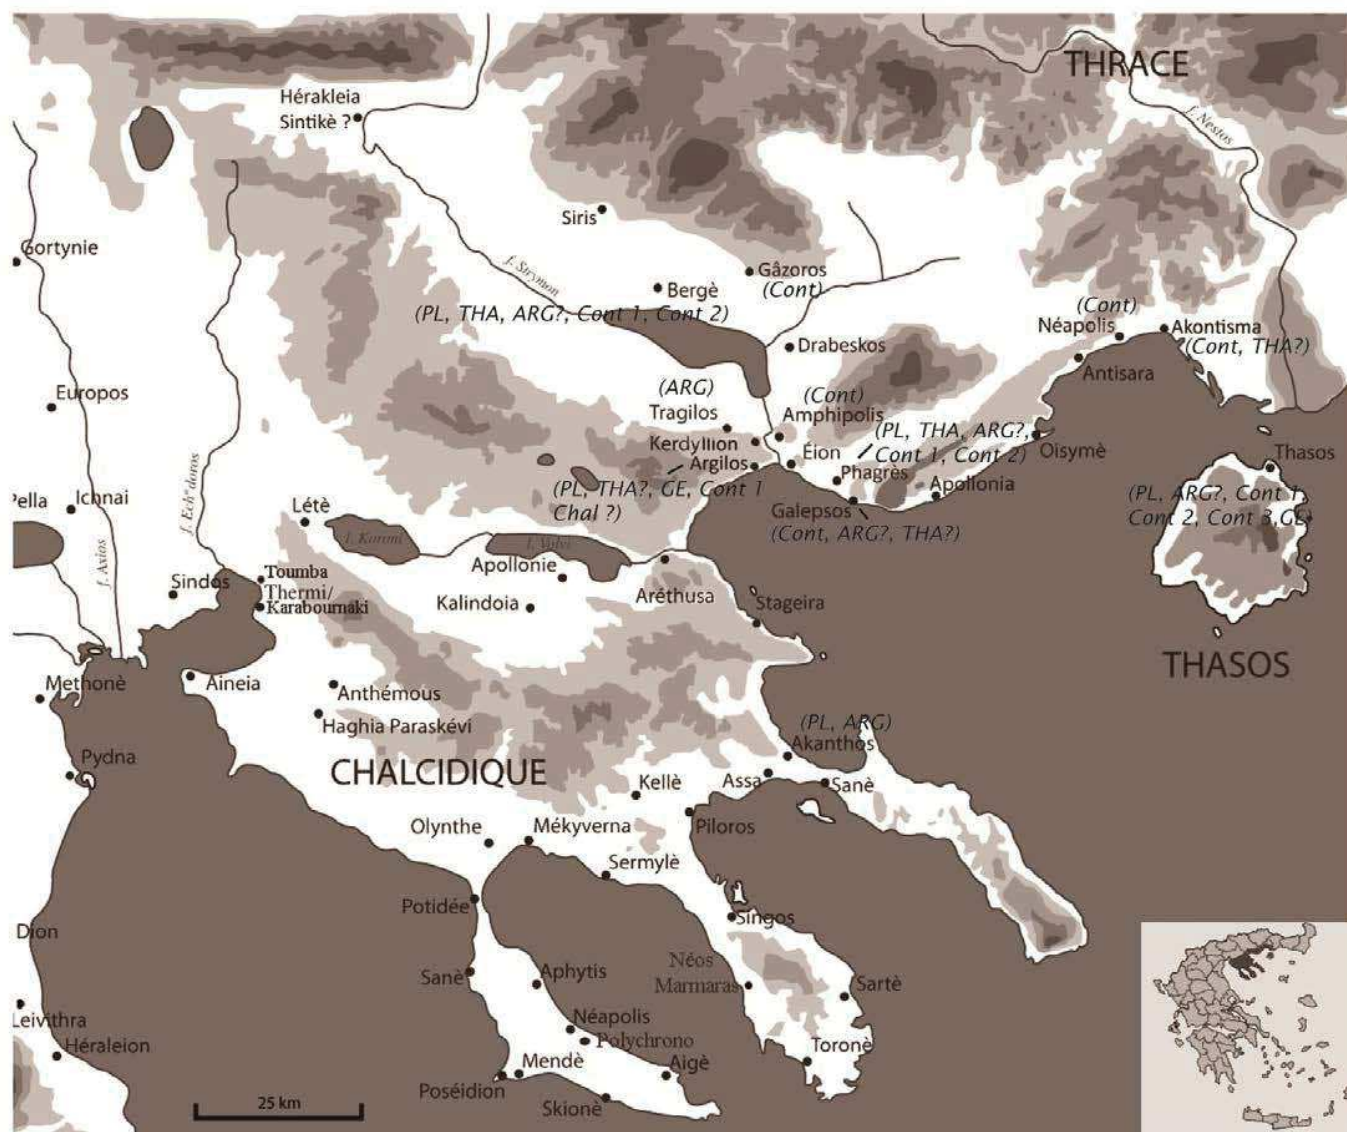 THRACE
Hérakleia
Sintikè ?
f. Nestos
Siris
Gortynie
f. Strymon
Gâzoros
(Cont)
Bergè
(PL, THA, ARG?, Cont 1, Cont 2)
(Cont)
Néapolis
Akontisma
(Cont, THA?)
Drabeskos
Antisara
Europos
(ARG)
Tragilos
(Cont)
Amphipolis
Kerdyllion
(PL, THA, ARG?,
Cont 1, Cont 2)
Oisymè
Argilos
Éion
Phagrès
Thasos
(PL, THA?, GE, Cont 1
Chal ?)
Apollonia
(PL, ARG?, Cont 1
Cont 2, Cont 3,GE)
Pella
Ichnai
f. Echedoros
Galepsos
(Cont, ARG?, THA?)
Létè
l. Koroni
l. Volvi
f. Axios
Apollonie
Toumba
Sindos
Thermi/
Karabournaki
Kalindoia
Aréthusa
Stageira
THASOS
Methonè
Aineia
Anthémous
Haghia Paraskévi
(PL, ARG)
Akanthos
Pydna
CHALCIDIQUE
Kellè
Assa
Sanè
Olynthe
Mékyverna
Piloros
Sermylè
Potidée
Singos
Dion
Sanè
Aphytis
Néos
Marmaras
Sartè
Leivithra
Néapolis
Polychrono
Héraleion
Mendè
Aigè
Toronè
Poséidion
Skionè
25 km